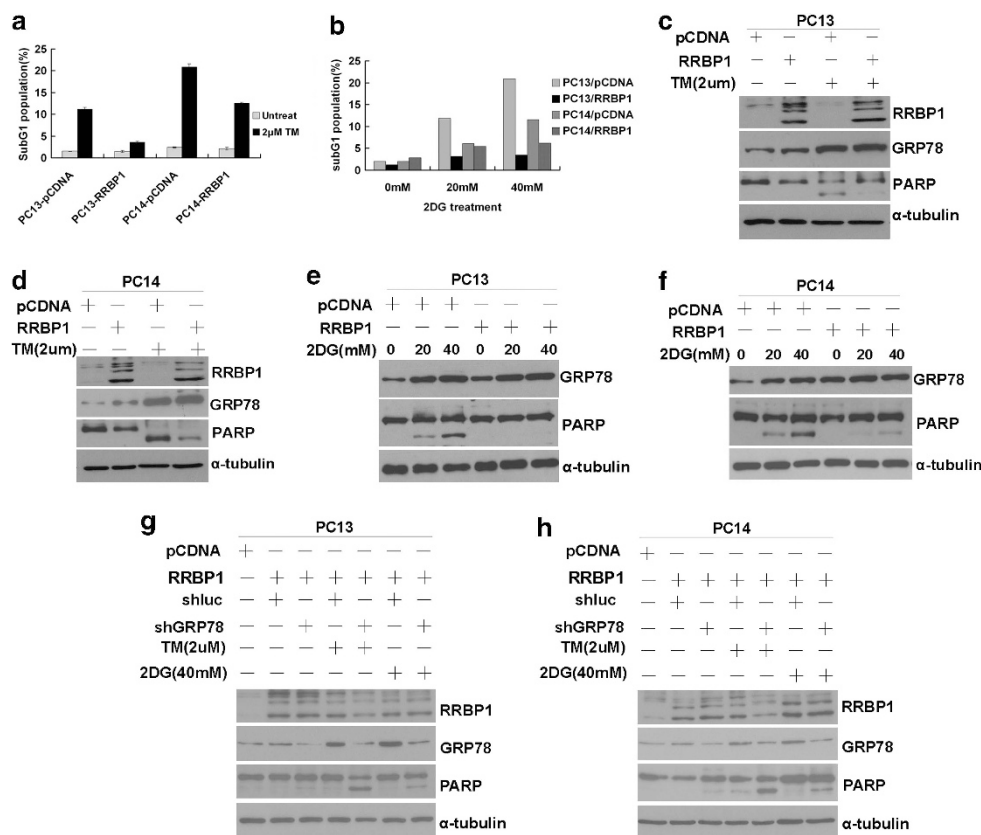 a
SubG1 population(%)
25
20
15
10
5
0
Untreat
2μM TM
PC13-pCDNA
PC13-RRBP1
PC14-pCDNA
PC14-RRBP1
b
subG1 population(%)
25
20
15
10
5
0
PC13/pCDNA
PC13/RRBP1
PC14/pCDNA
PC14/RRBP1
0mM 20mM 40mM
2DG treatment
c
PC13
pCDNA + — + —
RRBP1 — + — +
TM(2um) — — + +
RRBP1
GRP78
PARP
α-tubulin
d
PC14
pCDNA + — + —
RRBP1 — + — +
TM(2um) — — + +
RRBP1
GRP78
PARP
α-tubulin
e
PC13
pCDNA + + + — — —
RRBP1 — — — + + +
2DG(mM) 0 20 40 0 20 40
GRP78
PARP
α-tubulin
f
PC14
pCDNA + + + — — —
RRBP1 — — — + + +
2DG(mM) 0 20 40 0 20 40
GRP78
PARP
α-tubulin
g
PC13
pCDNA + — — — — — —
RRBP1 — + + + + + +
shluc — + — + — + —
shGRP78 — — + — + — +
TM(2uM) — — — + + — —
2DG(40mM) — — — — — + +
RRBP1
GRP78
PARP
α-tubulin
h
PC14
pCDNA + — — — — — —
RRBP1 — + + + + + +
shluc — + — + — + —
shGRP78 — — + — + — +
TM(2uM) — — — + + — —
2DG(40mM) — — — — — + +
RRBP1
GRP78
PARP
α-tubulin